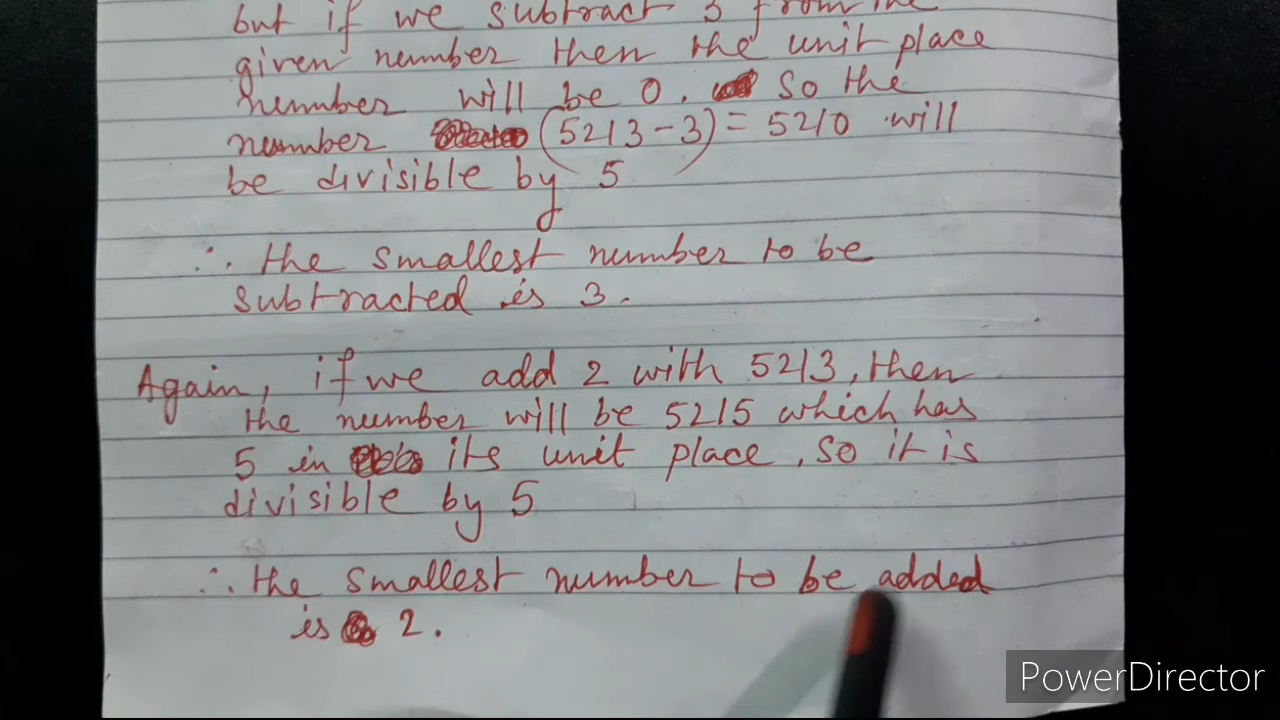 but if we subtract 3 from the
given number then the unit place
number will be 0. So the
number (5213-3) = 5210 will
be divisible by 5
∴ the smallest number to be
subtracted is 3.
Again, if we add 2 with 5213, then
the number will be 5215 which has
5 in its unit place, so it is
divisible by 5
∴ the smallest number to be added
is 2.
PowerDirector